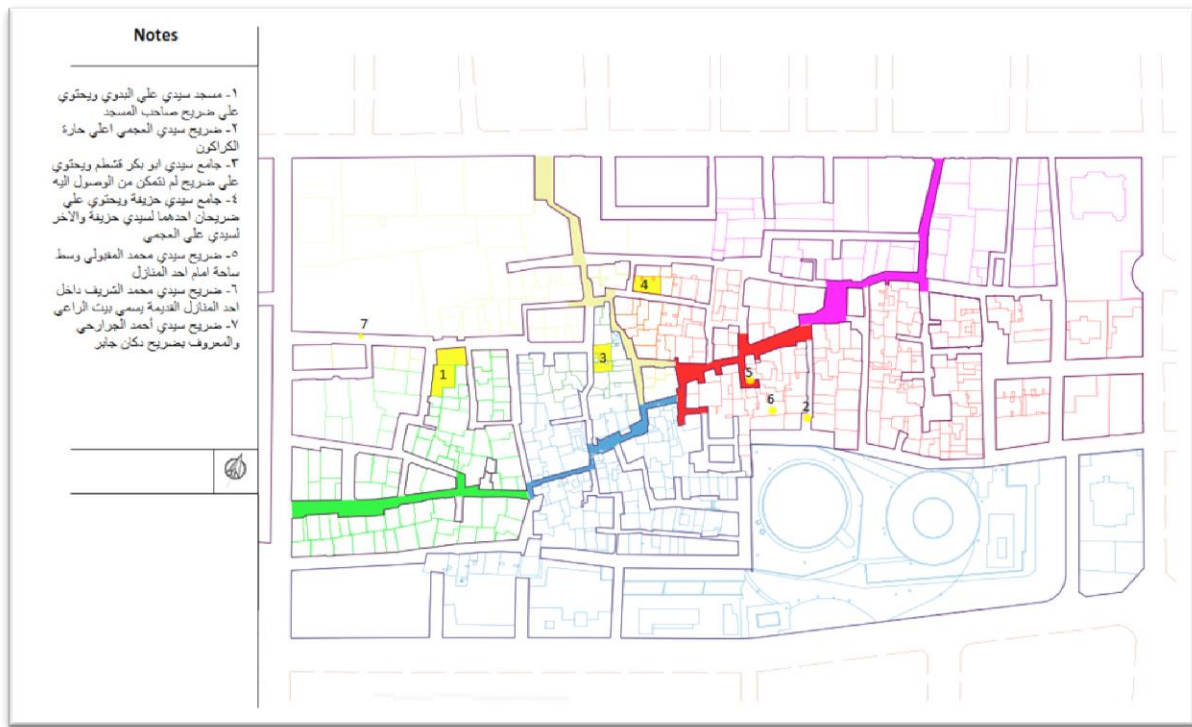 Notes
١- مسجد سيدي علي البدوي ويحتوي
علي ضريح صاحب المسجد
٢- ضريح سيدي العجمي اعلي حارة
الكراكون
٣- جامع سيدي ابو بكر قشطم ويحتوي
علي ضريح لم نتمكن من الوصول اليه
٤- جامع سيدي حزيفة ويحتوي علي
ضريحان احدهما لسيدي حزيفة والاخر
لسيدي علي العجمي
٥- ضريح سيدي محمد المقبولي وسط
ساحة امام احد المنازل
٦- ضريح سيدي محمد الشريف داخل
احد المنازل القديمة يسمي بيت الراعي
٧- ضريح سيدي أحمد الجرارحي
والمعروف بضريح دكان جابر
4
7
3
1
5
6
2